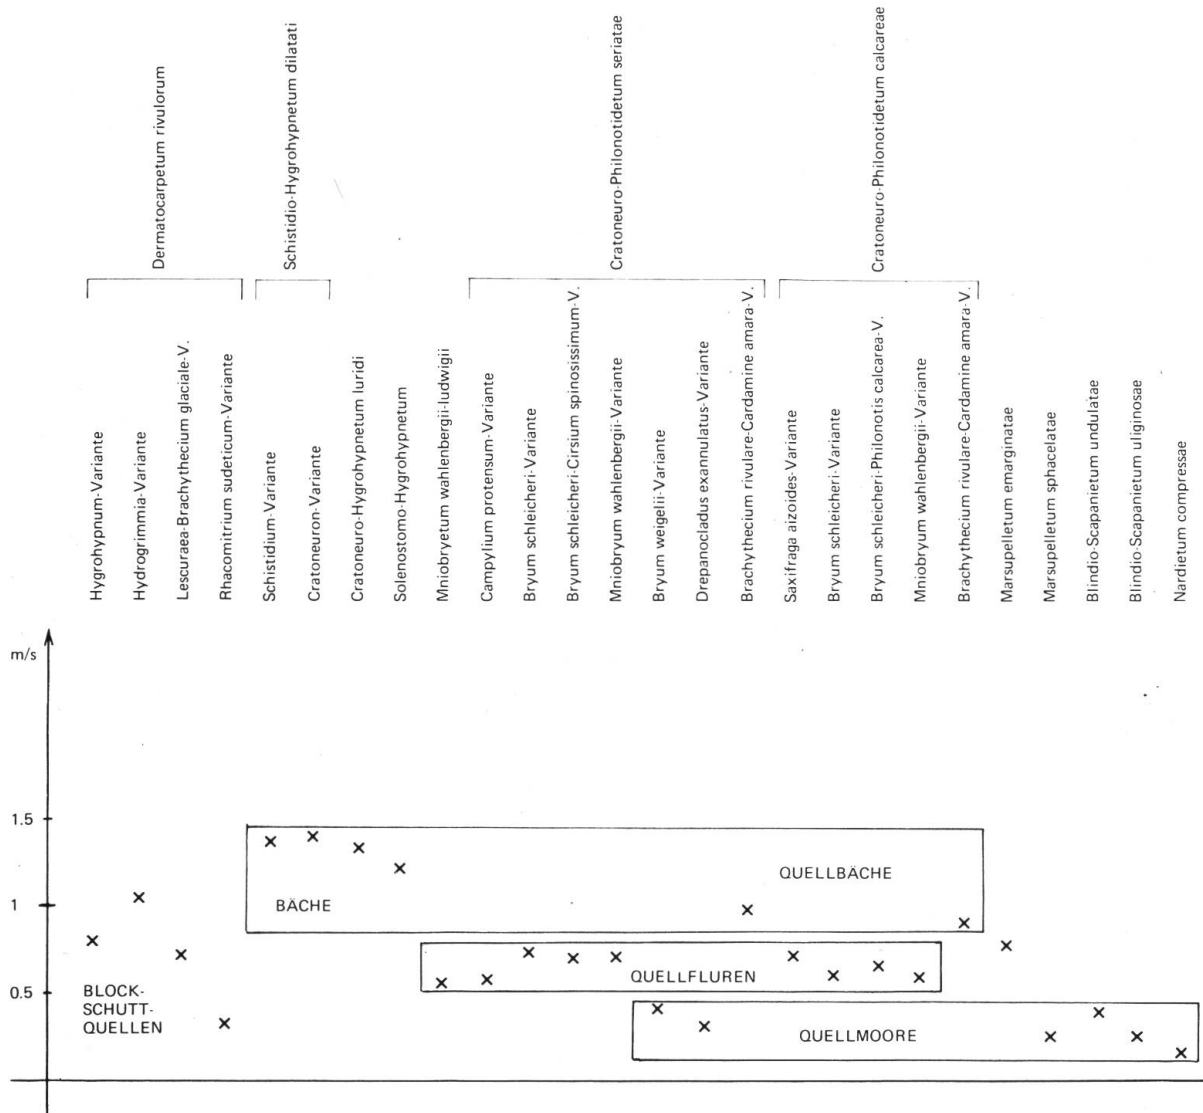 Dermatocarpetum rivulorum
Schistidio-Hygrohypnetum dilatati
Cratoneuro-Philonotidetum seriatae
Cratoneuro-Philonotidetum calcareae
Hygrohypnum-Variante
Hydrogrimmia-Variante
Lescuraea-Brachythecium glaciale-V.
Rhacomitrium sudeticum-Variante
Schistidium-Variante
Cratoneuron-Variante
Cratoneuro-Hygrohypnetum luridi
Solenostomo-Hygrohypnetum
Mniobryetum wahlenbergii-ludwigii
Campylium protensum-Variante
Bryum schleicheri-Variante
Bryum schleicheri-Cirsium spinosissimum-V.
Mniobryum wahlenbergii-Variante
Bryum weigelii-Variante
Drepanocladus exannulatus-Variante
Brachythecium rivulare-Cardamine amara-V.
Saxifraga aizoides-Variante
Bryum schleicheri-Variante
Bryum schleicheri-Philonotis calcarea-V.
Mniobryum wahlenbergii-Variante
Brachythecium rivulare-Cardamine amara-V.
Marsupelletum emarginatae
Marsupelletum sphacelatae
Blindio-Scapanietum undulatae
Blindio-Scapanietum uliginosae
Nardietum compressae
m/s
1.5
1
0.5
BÄCHE
QUELLBÄCHE
BLOCK-
SCHUTT-
QUELLEN
QUELLFLUREN
QUELLMOORE